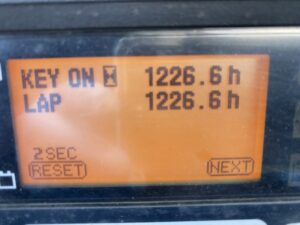 KEY ON ⧗ 1226.6 h
LAP 1226.6 h
2SEC
RESET NEXT